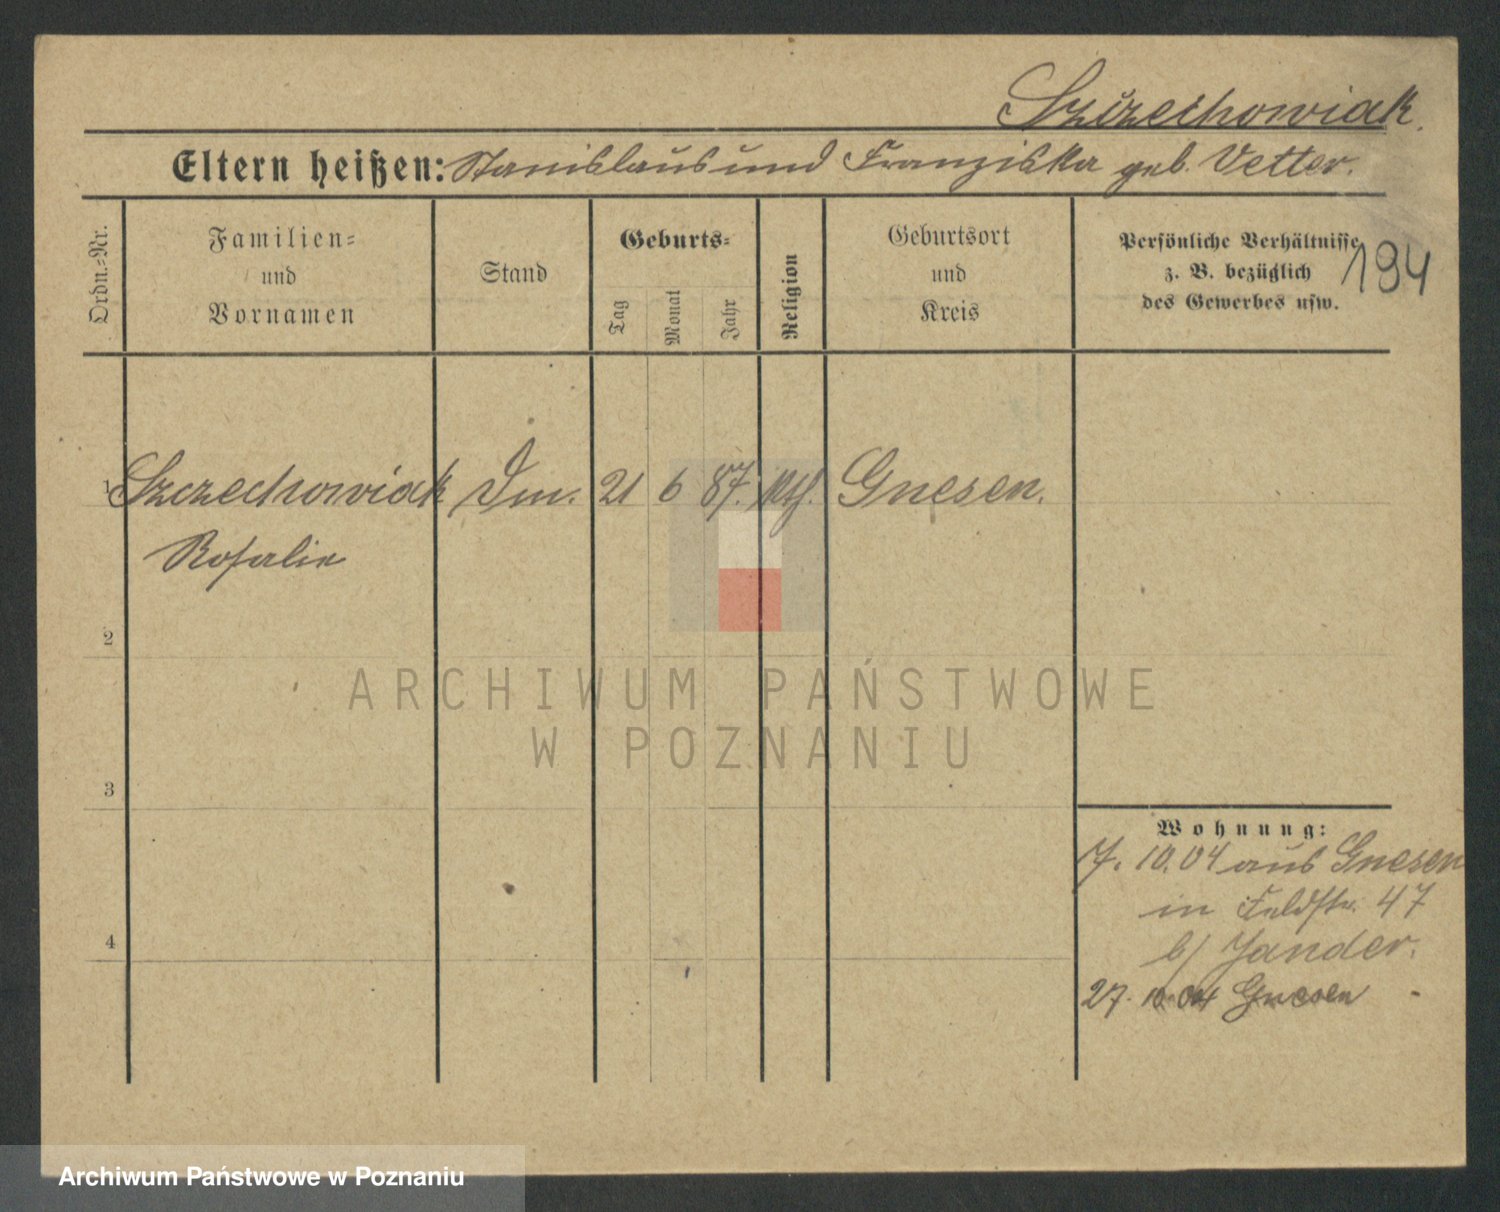 Szczechowiak
Eltern heißen: Stanislaus und Franziska geb. Vetter.
Ordn.-Nr.
Familien-
und
Vornamen
Stand
Geburts-
Tag
Monat
Jahr
Religion
Geburtsort
und
Kreis
Persönliche Verhältnisse
z. B. bezüglich
des Gewerbes usw.
194
1 Szczechowiak 21 6 87. Kth. Gnesen.
Rosalie
2
3
4
ARCHIWUM PAŃSTWOWE
W POZNANIU
Wohnung:
7. 10. 04 aus Gnesen
in Feldstr. 47
b/ Jander.
27. 10 04 Gnesen
Archiwum Państwowe w Poznaniu